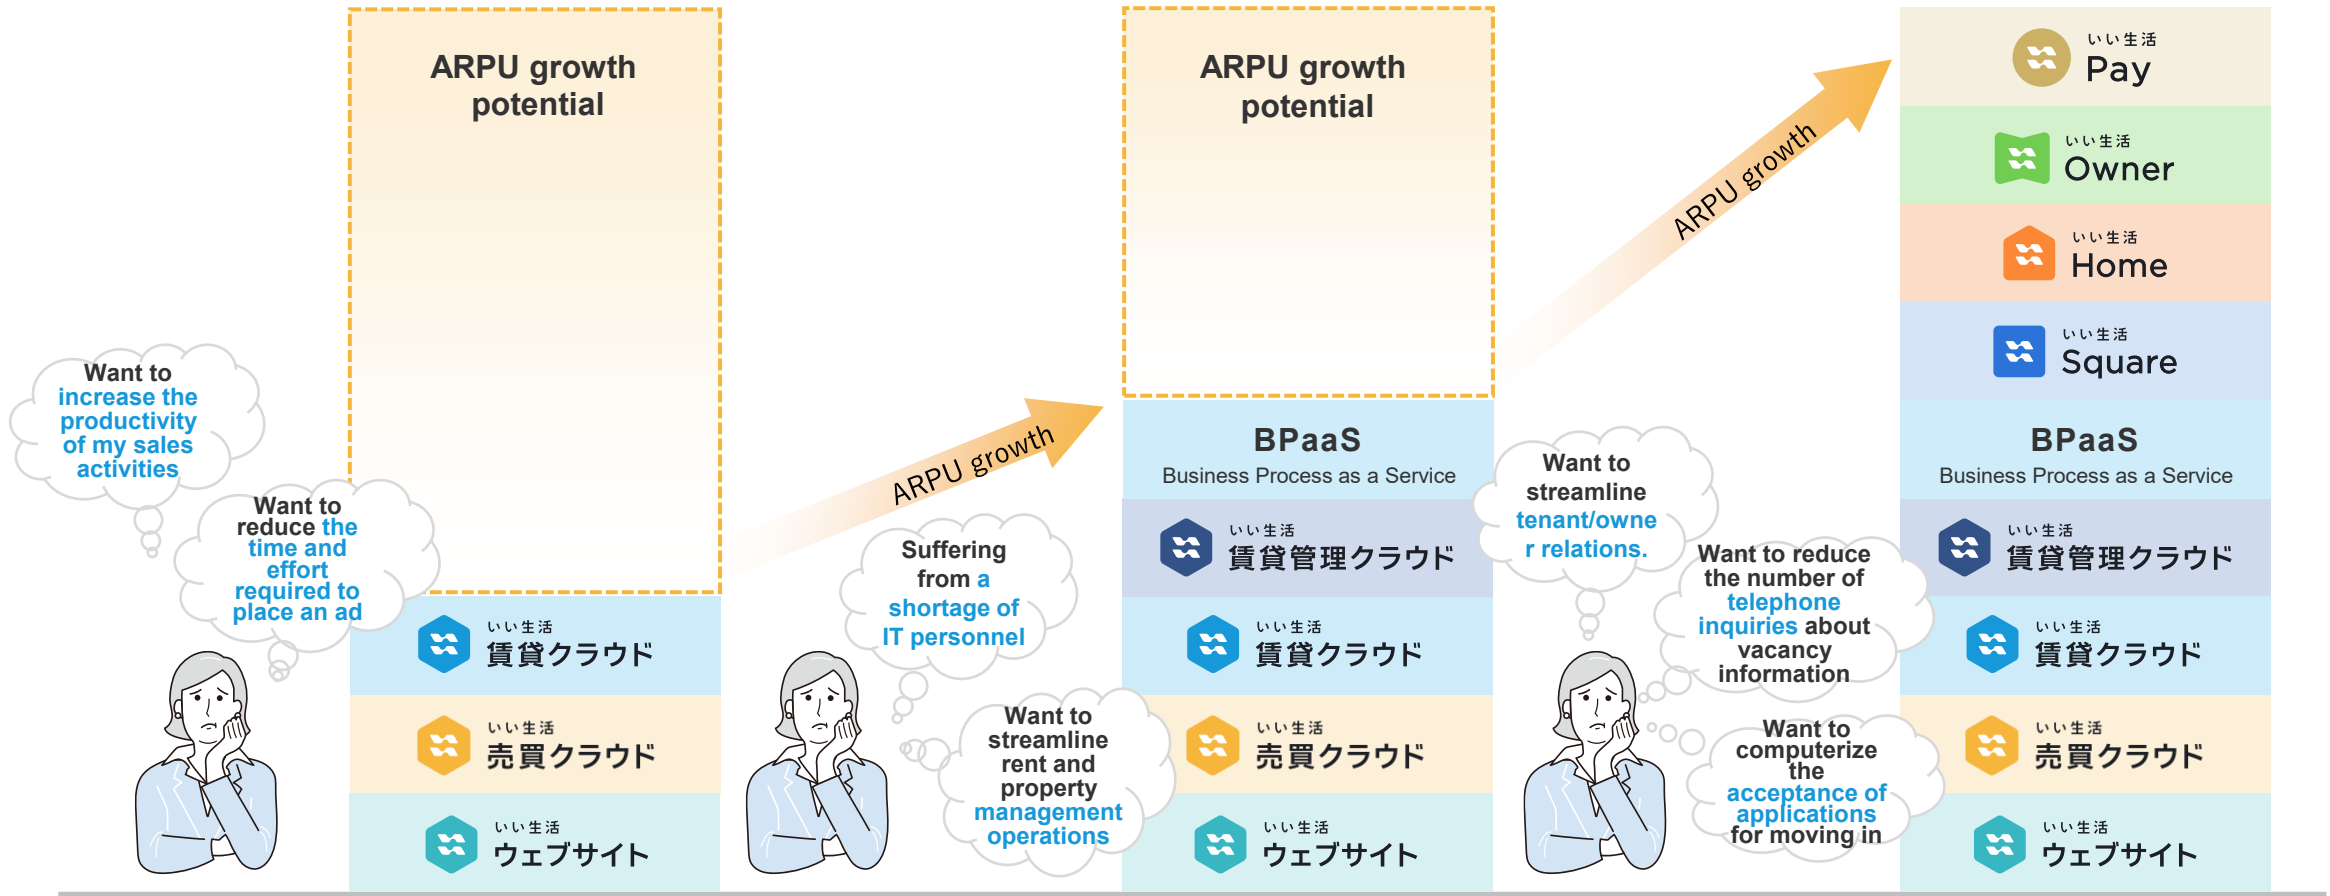 ARPU growth
potential
Want to
increase the
productivity
of my sales
activities
Want to
reduce the
time and
effort
required to
place an ad
いい生活
賃貸クラウド
いい生活
売買クラウド
いい生活
ウェブサイト
ARPU growth
Suffering
from a
shortage of
IT personnel
Want to
streamline
rent and
property
management
operations
ARPU growth
potential
BPaaS
Business Process as a Service
いい生活
賃貸管理クラウド
いい生活
賃貸クラウド
いい生活
売買クラウド
いい生活
ウェブサイト
ARPU growth
Want to
streamline
tenant/owne
r relations.
Want to reduce
the number of
telephone
inquiries about
vacancy
information
Want to
computerize
the
acceptance of
applications
for moving in
いい生活
Pay
いい生活
Owner
いい生活
Home
いい生活
Square
BPaaS
Business Process as a Service
いい生活
賃貸管理クラウド
いい生活
賃貸クラウド
いい生活
売買クラウド
いい生活
ウェブサイト